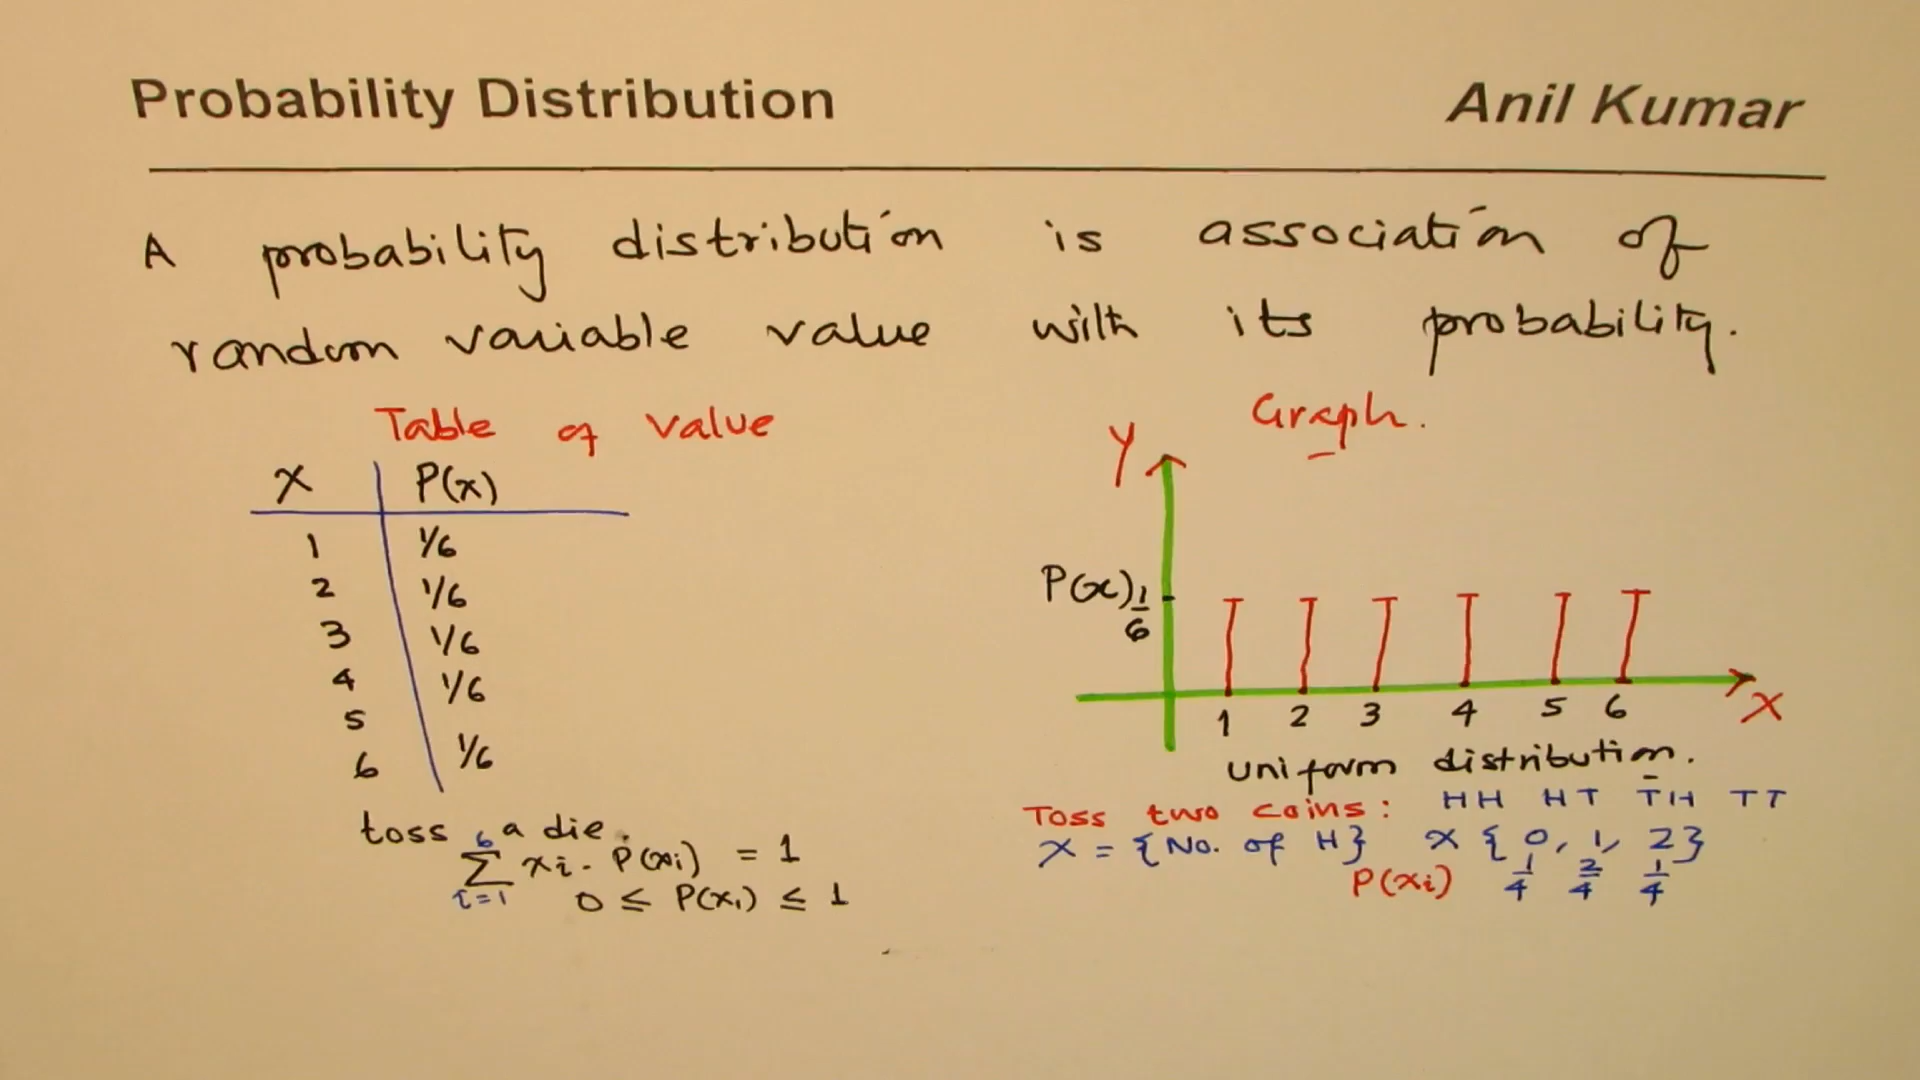 Probability Distribution Anil Kumar
A probability distribution is association of
random variable value with its probability.
Table of value
X P(x)
1 1/6
2 1/6
3 1/6
4 1/6
5
6 1/6
toss a die.
6
∑ xi . P(xi) = 1
i=1
0 ≤ P(x₁) ≤ 1
Graph.
Y
P(x) 1/6
1 2 3 4 5 6 X
uniform distribution.
Toss two coins: HH HT TH TT
X = {No. of H} X {0, 1, 2}
P(xi) 1/4 2/4 1/4